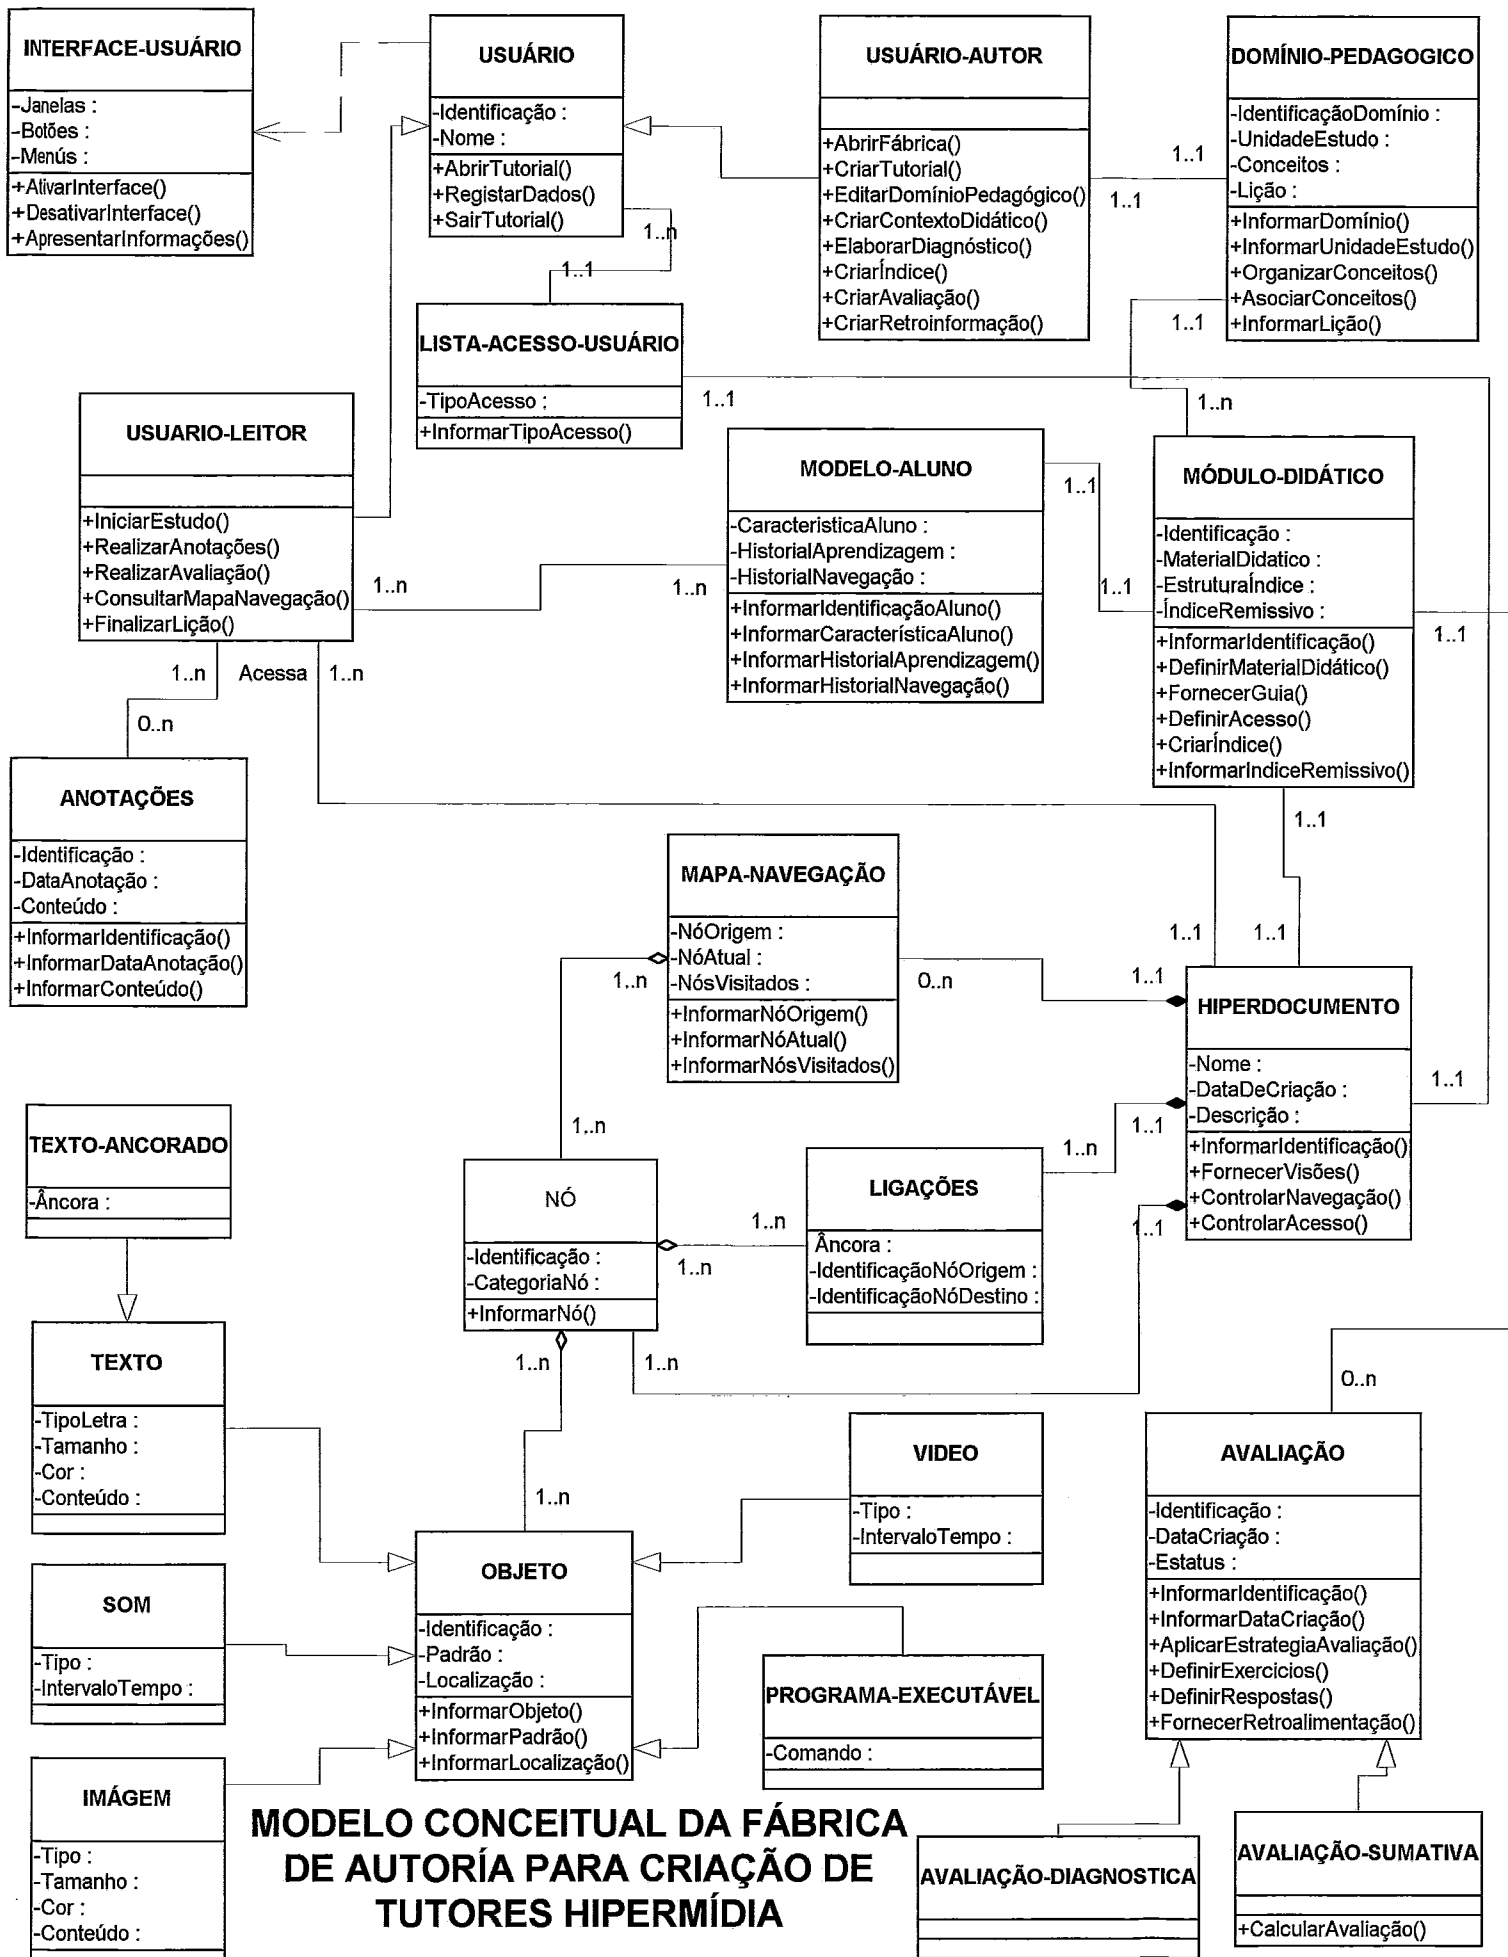 INTERFACE-USUÁRIO
-Janelas :
-Botões :
-Menús :
+AtivarInterface()
+DesativarInterface()
+ApresentarInformações()
USUÁRIO
-Identificação :
-Nome :
+AbrirTutorial()
+RegistarDados()
+SairTutorial()
1..n
1..1
USUÁRIO-AUTOR
+AbrirFábrica()
+CriarTutorial()
+EditarDomínioPedagógico()
+CriarContextoDidático()
+ElaborarDiagnóstico()
+CriarÍndice()
+CriarAvaliação()
+CriarRetroinformação()
1..1
1..1
DOMÍNIO-PEDAGOGICO
-IdentificaçãoDomínio :
-UnidadeEstudo :
-Conceitos :
-Lição :
+InformarDomínio()
+InformarUnidadeEstudo()
+OrganizarConceitos()
+AsociarConceitos()
+InformarLição()
1..1
1..n
LISTA-ACESSO-USUÁRIO
-TipoAcesso :
+InformarTipoAcesso()
1..1
USUARIO-LEITOR
+IniciarEstudo()
+RealizarAnotações()
+RealizarAvaliação()
+ConsultarMapaNavegação()
+FinalizarLição()
1..n
1..n
1..n
Acessa
1..n
0..n
MODELO-ALUNO
-CaracteristicaAluno :
-HistorialAprendizagem :
-HistorialNavegação :
+InformarIdentificaçãoAluno()
+InformarCaracterísticaAluno()
+InformarHistorialAprendizagem()
+InformarHistorialNavegação()
1..1
1..1
MÓDULO-DIDÁTICO
-Identificação :
-MaterialDidatico :
-EstruturaÍndice :
-ÍndiceRemissivo :
+InformarIdentificação()
+DefinirMaterialDidático()
+FornecerGuia()
+DefinirAcesso()
+CriarÍndice()
+InformarIndiceRemissivo()
1..1
1..1
ANOTAÇÕES
-Identificação :
-DataAnotação :
-Conteúdo :
+InformarIdentificação()
+InformarDataAnotação()
+InformarConteúdo()
MAPA-NAVEGAÇÃO
-NóOrigem :
-NóAtual :
-NósVisitados :
+InformarNóOrigem()
+InformarNóAtual()
+InformarNósVisitados()
1..n
0..n
1..1
1..1
1..1
HIPERDOCUMENTO
-Nome :
-DataDeCriação :
-Descrição :
+InformarIdentificação()
+FornecerVisões()
+ControlarNavegação()
+ControlarAcesso()
1..1
1..1
1..1
TEXTO-ANCORADO
-Âncora :
1..n
NÓ
-Identificação :
-CategoriaNó :
+InformarNó()
1..n
1..n
1..n
1..n
1..n
LIGAÇÕES
Âncora :
-IdentificaçãoNóOrigem :
-IdentificaçãoNóDestino :
TEXTO
-TipoLetra :
-Tamanho :
-Cor :
-Conteúdo :
1..n
VIDEO
-Tipo :
-IntervaloTempo :
0..n
AVALIAÇÃO
-Identificação :
-DataCriação :
-Estatus :
+InformarIdentificação()
+InformarDataCriação()
+AplicarEstrategiaAvaliação()
+DefinirExercicios()
+DefinirRespostas()
+FornecerRetroalimentação()
OBJETO
-Identificação :
-Padrão :
-Localização :
+InformarObjeto()
+InformarPadrão()
+InformarLocalização()
SOM
-Tipo :
-IntervaloTempo :
PROGRAMA-EXECUTÁVEL
-Comando :
IMÁGEM
-Tipo :
-Tamanho :
-Cor :
-Conteúdo :
MODELO CONCEITUAL DA FÁBRICA
DE AUTORÍA PARA CRIAÇÃO DE
TUTORES HIPERMÍDIA
AVALIAÇÃO-DIAGNOSTICA
AVALIAÇÃO-SUMATIVA
+CalcularAvaliação()